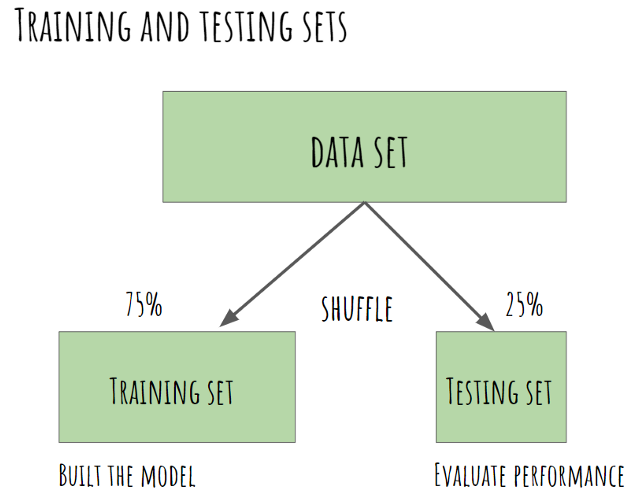 Training and testing sets
data set
75%
shuffle
25%
Training set
Testing set
Built the model
Evaluate performance